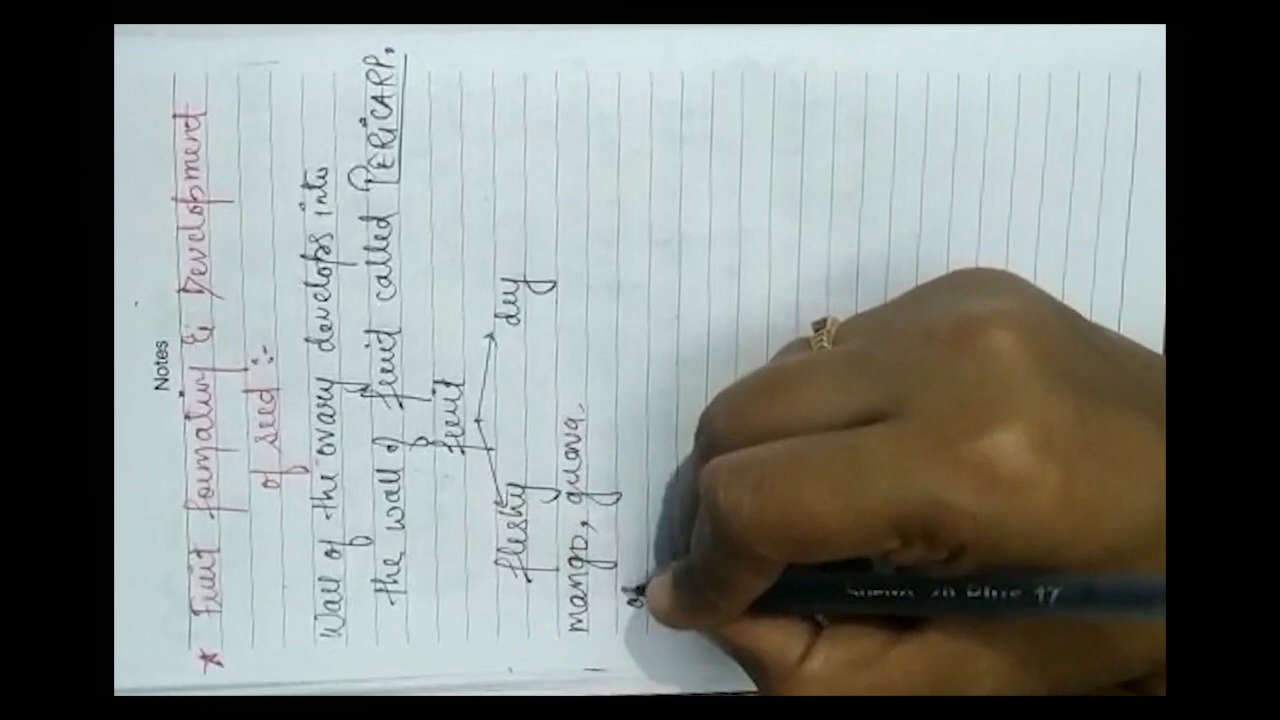 Notes
* Fruit formation & Development
of seed :-
Wall of the ovary develops into
the wall of fruit called PERICARP.
fruit
fleshy dry
mango, guava.